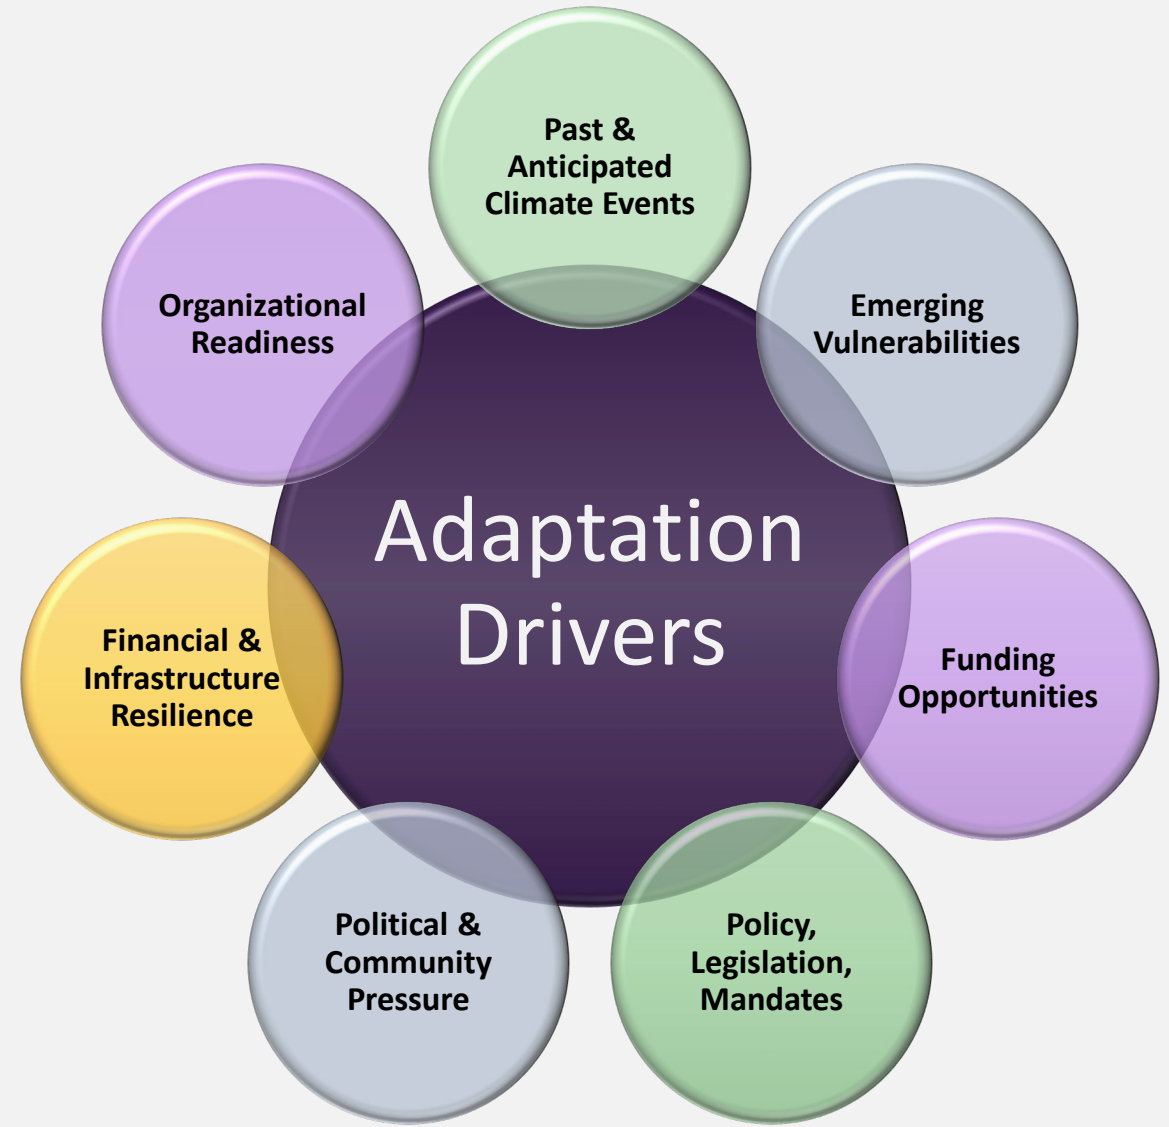 Past &
Anticipated
Climate Events
Emerging
Vulnerabilities
Funding
Opportunities
Policy,
Legislation,
Mandates
Political &
Community
Pressure
Financial &
Infrastructure
Resilience
Organizational
Readiness
Adaptation
Drivers